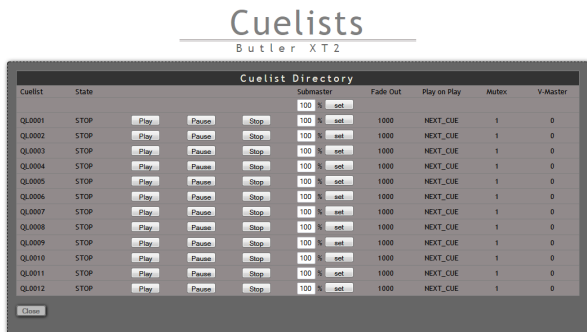 Cuelists
Butler XT2
Cuelist Directory
Cuelist State Submaster Fade Out Play on Play Mutex V-Master
100 % set
QL0001 STOP Play Pause Stop 100 % set 1000 NEXT_CUE 1 0
QL0002 STOP Play Pause Stop 100 % set 1000 NEXT_CUE 1 0
QL0003 STOP Play Pause Stop 100 % set 1000 NEXT_CUE 1 0
QL0004 STOP Play Pause Stop 100 % set 1000 NEXT_CUE 1 0
QL0005 STOP Play Pause Stop 100 % set 1000 NEXT_CUE 1 0
QL0006 STOP Play Pause Stop 100 % set 1000 NEXT_CUE 1 0
QL0007 STOP Play Pause Stop 100 % set 1000 NEXT_CUE 1 0
QL0008 STOP Play Pause Stop 100 % set 1000 NEXT_CUE 1 0
QL0009 STOP Play Pause Stop 100 % set 1000 NEXT_CUE 1 0
QL0010 STOP Play Pause Stop 100 % set 1000 NEXT_CUE 1 0
QL0011 STOP Play Pause Stop 100 % set 1000 NEXT_CUE 1 0
QL0012 STOP Play Pause Stop 100 % set 1000 NEXT_CUE 1 0
Close